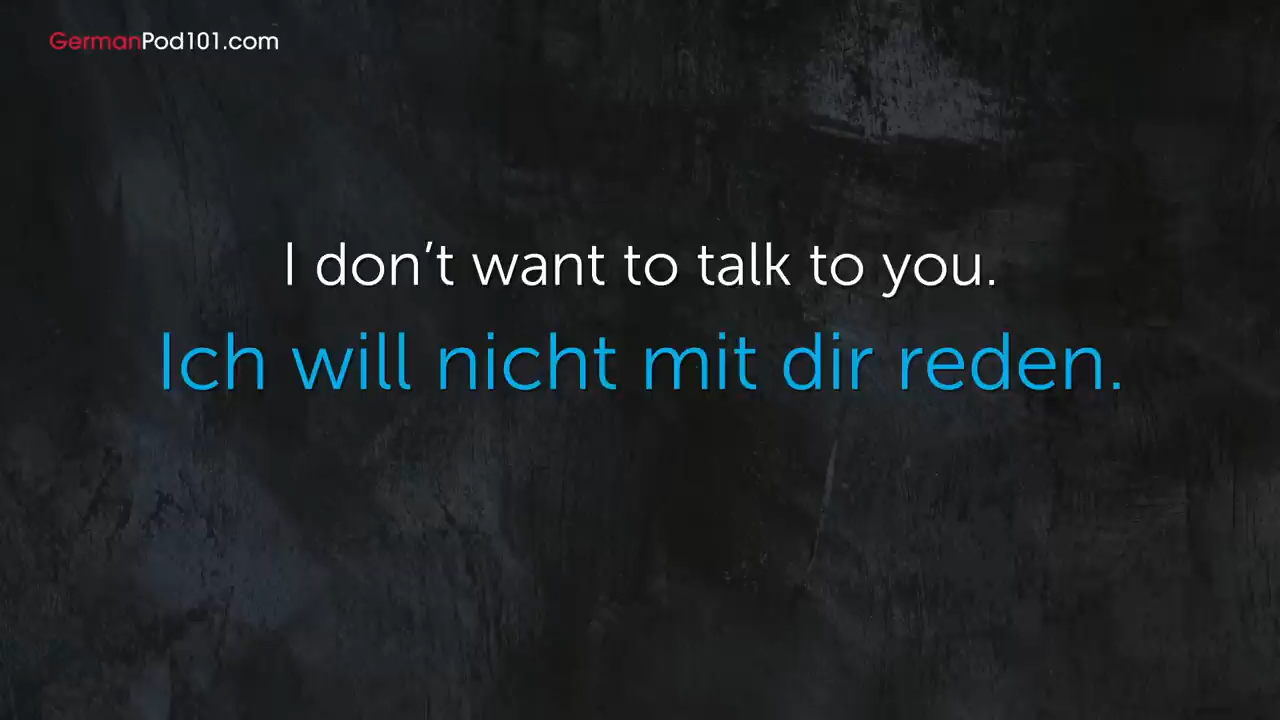 GermanPod101.com
I don’t want to talk to you.
Ich will nicht mit dir reden.